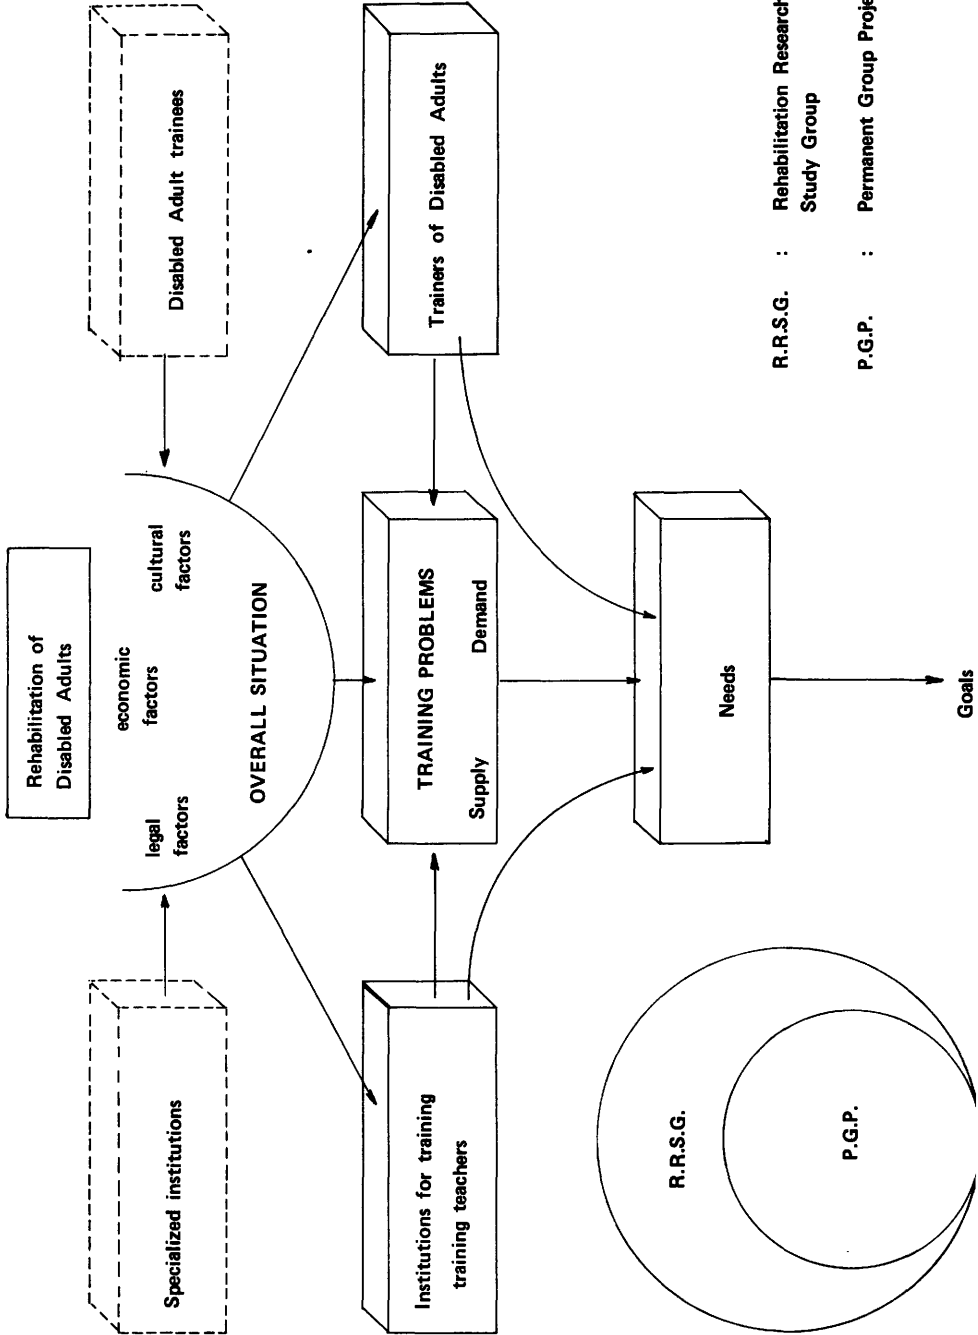 Rehabilitation of
Disabled Adults
Specialized institutions
legal
factors
economic
factors
cultural
factors
Disabled Adult trainees
OVERALL SITUATION
Institutions for training
training teachers
TRAINING PROBLEMS
Supply Demand
Trainers of Disabled Adults
R.R.S.G.
P.G.P.
Needs
Goals
R.R.S.G. : Rehabilitation Research
Study Group
P.G.P. : Permanent Group Proje